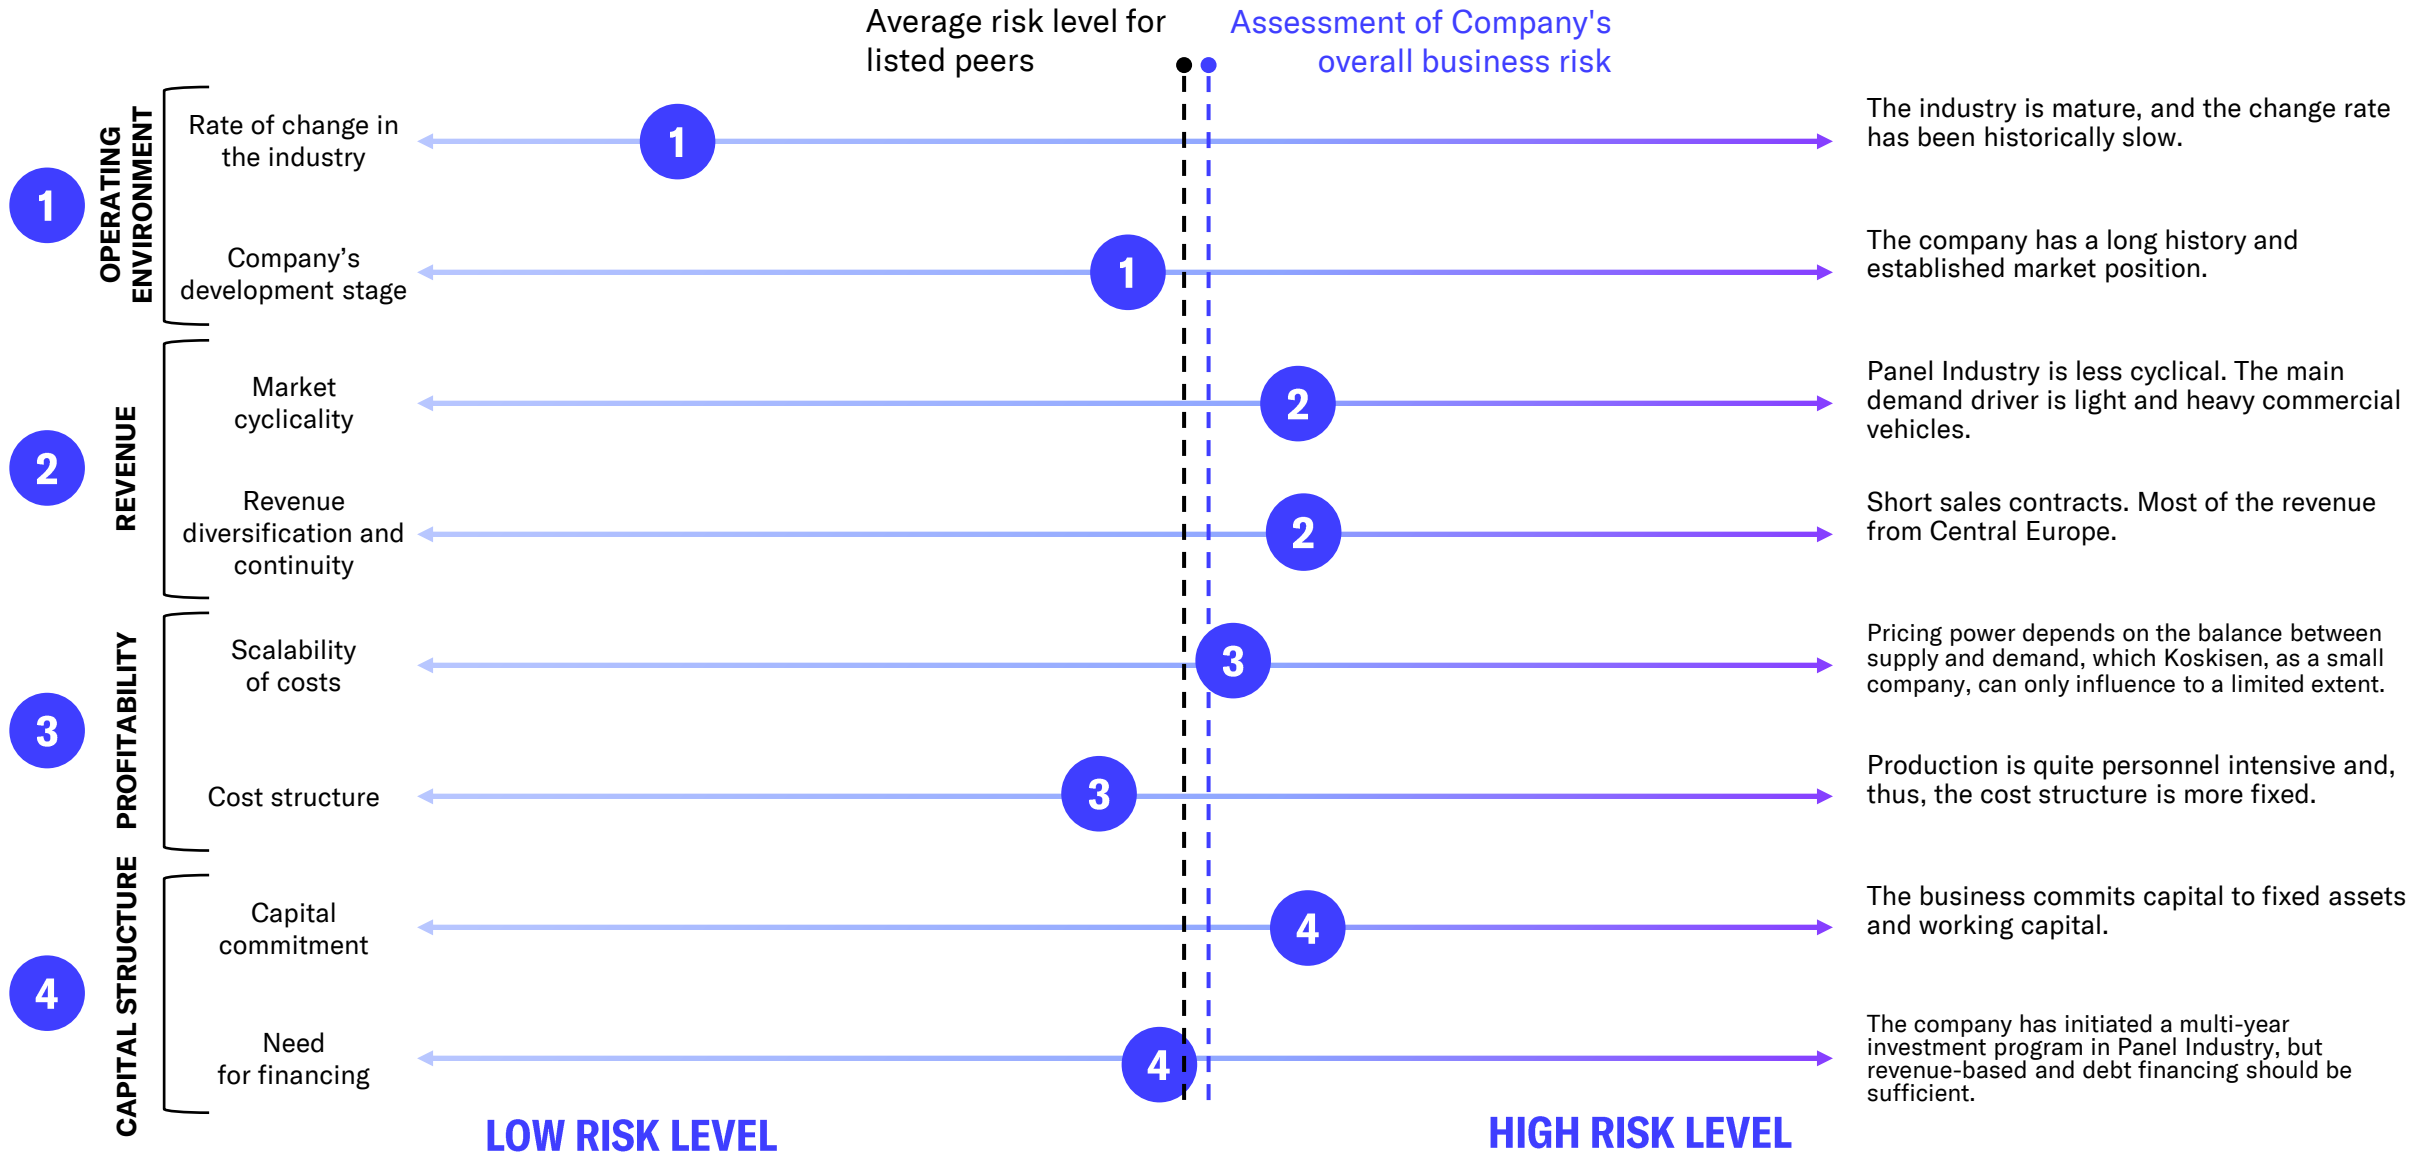 Average risk level for
listed peers
Assessment of Company's
overall business risk
1
OPERATING
ENVIRONMENT
Rate of change in
the industry
1
The industry is mature, and the change rate
has been historically slow.
Company’s
development stage
1
The company has a long history and
established market position.
2
REVENUE
Market
cyclicality
2
Panel Industry is less cyclical. The main
demand driver is light and heavy commercial
vehicles.
Revenue
diversification and
continuity
2
Short sales contracts. Most of the revenue
from Central Europe.
3
PROFITABILITY
Scalability
of costs
3
Pricing power depends on the balance between
supply and demand, which Koskisen, as a small
company, can only influence to a limited extent.
Cost structure
3
Production is quite personnel intensive and,
thus, the cost structure is more fixed.
4
CAPITAL STRUCTURE
Capital
commitment
4
The business commits capital to fixed assets
and working capital.
Need
for financing
4
The company has initiated a multi-year
investment program in Panel Industry, but
revenue-based and debt financing should be
sufficient.
LOW RISK LEVEL
HIGH RISK LEVEL